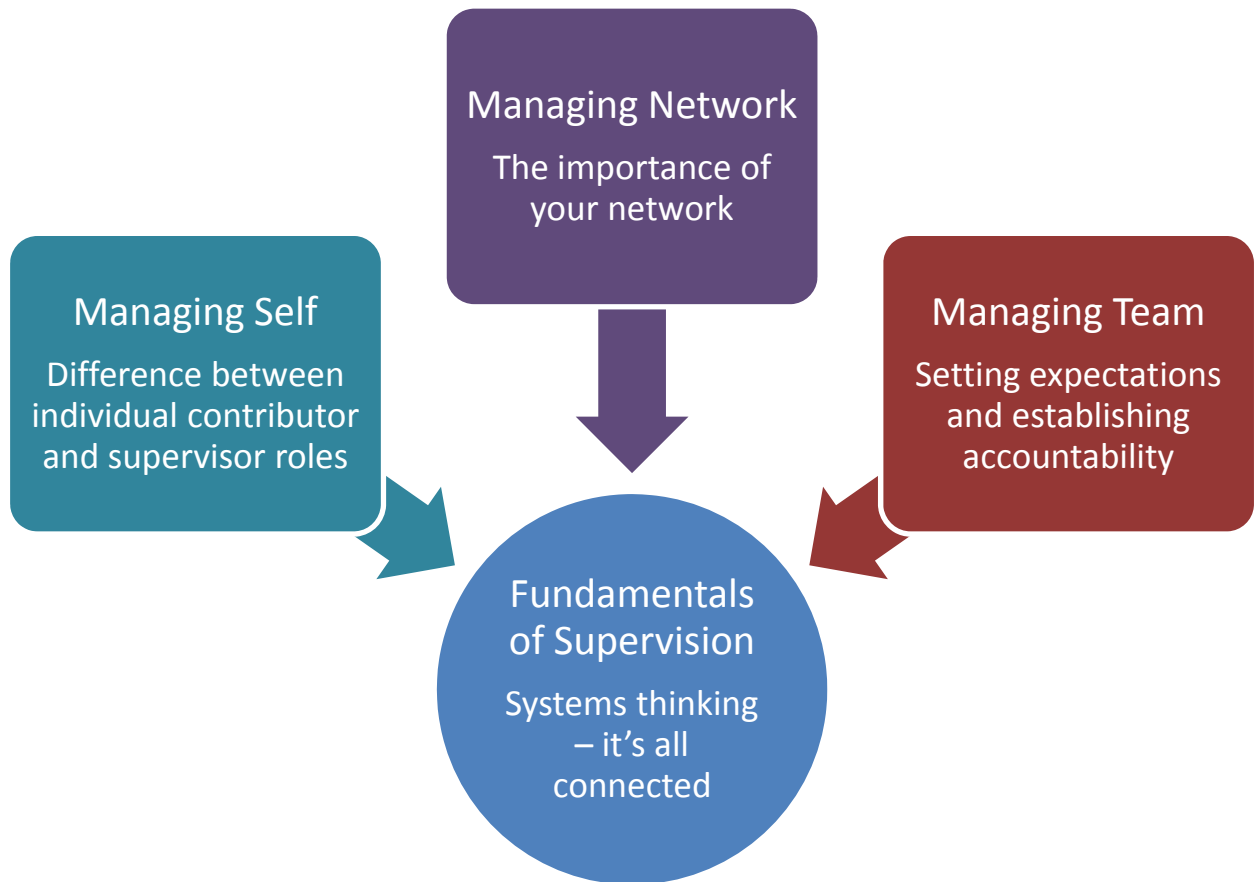 Managing Network
The importance of
your network
Managing Self
Difference between
individual contributor
and supervisor roles
Managing Team
Setting expectations
and establishing
accountability
Fundamentals
of Supervision
Systems thinking
– it’s all
connected